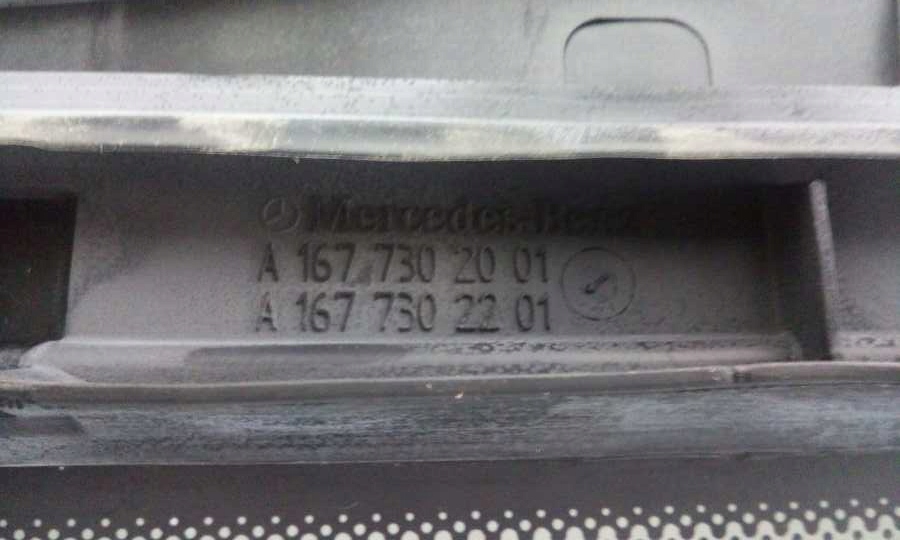 Mercedes-Benz
A 167 730 20 01
A 167 730 22 01